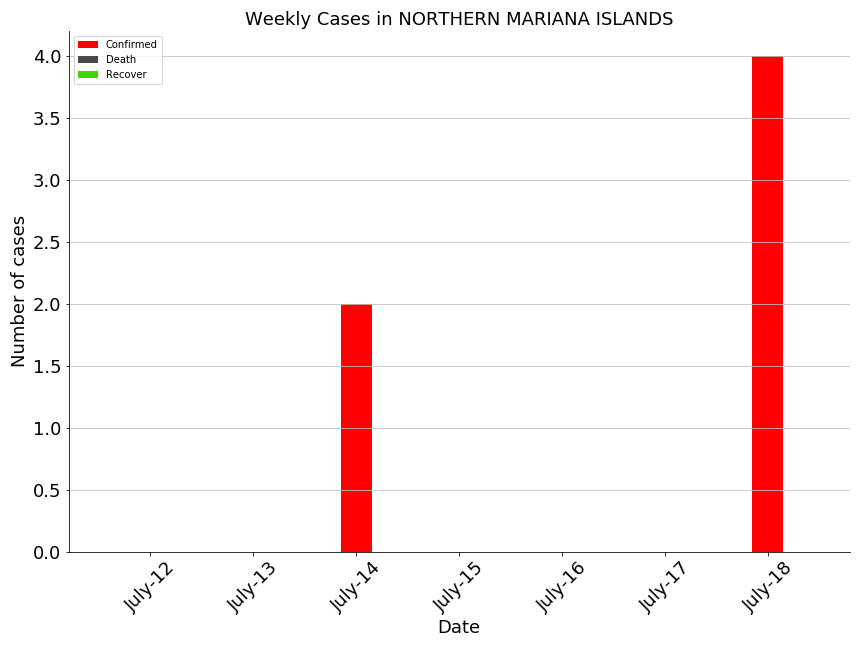 Weekly Cases in NORTHERN MARIANA ISLANDS
Confirmed
Death
Recover
4.0
3.5
3.0
2.5
2.0
1.5
1.0
0.5
0.0
Number of cases
July-12
July-13
July-14
July-15
July-16
July-17
July-18
Date